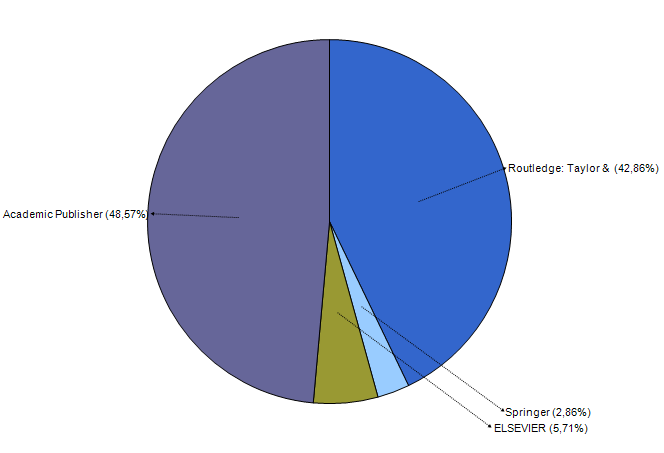 Routledge: Taylor & (42,86%)
Academic Publisher (48,57%)
Springer (2,86%)
ELSEVIER (5,71%)